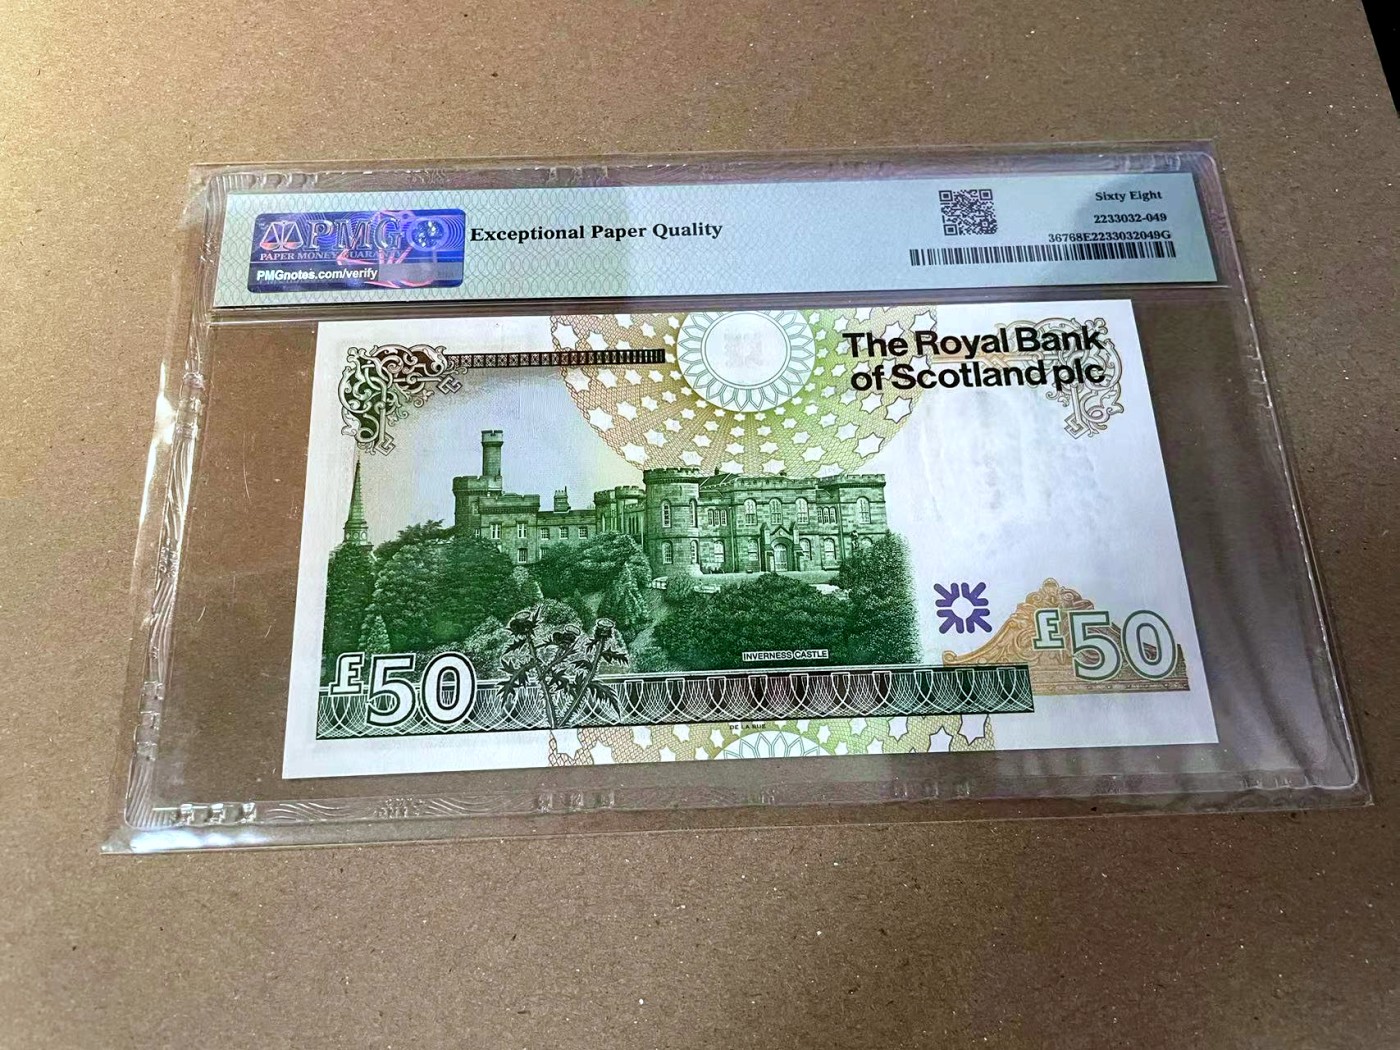 PMG
PAPER MONEY GUARANTY
PMGnotes.com/verify
Exceptional Paper Quality
Sixty Eight
2233032-049
36768E2233032049G
The Royal Bank
of Scotland plc
INVERNESS CASTLE
£50
£50
DE LA RUE